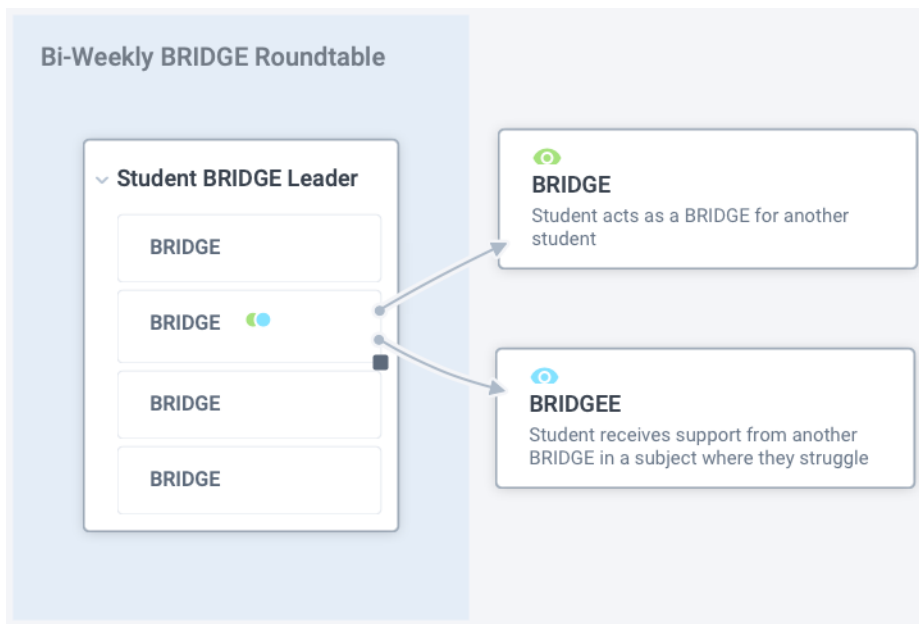 Bi-Weekly BRIDGE Roundtable
Student BRIDGE Leader
BRIDGE
BRIDGE
BRIDGE
BRIDGE
BRIDGE
Student acts as a BRIDGE for another
student
BRIDGEE
Student receives support from another
BRIDGE in a subject where they struggle